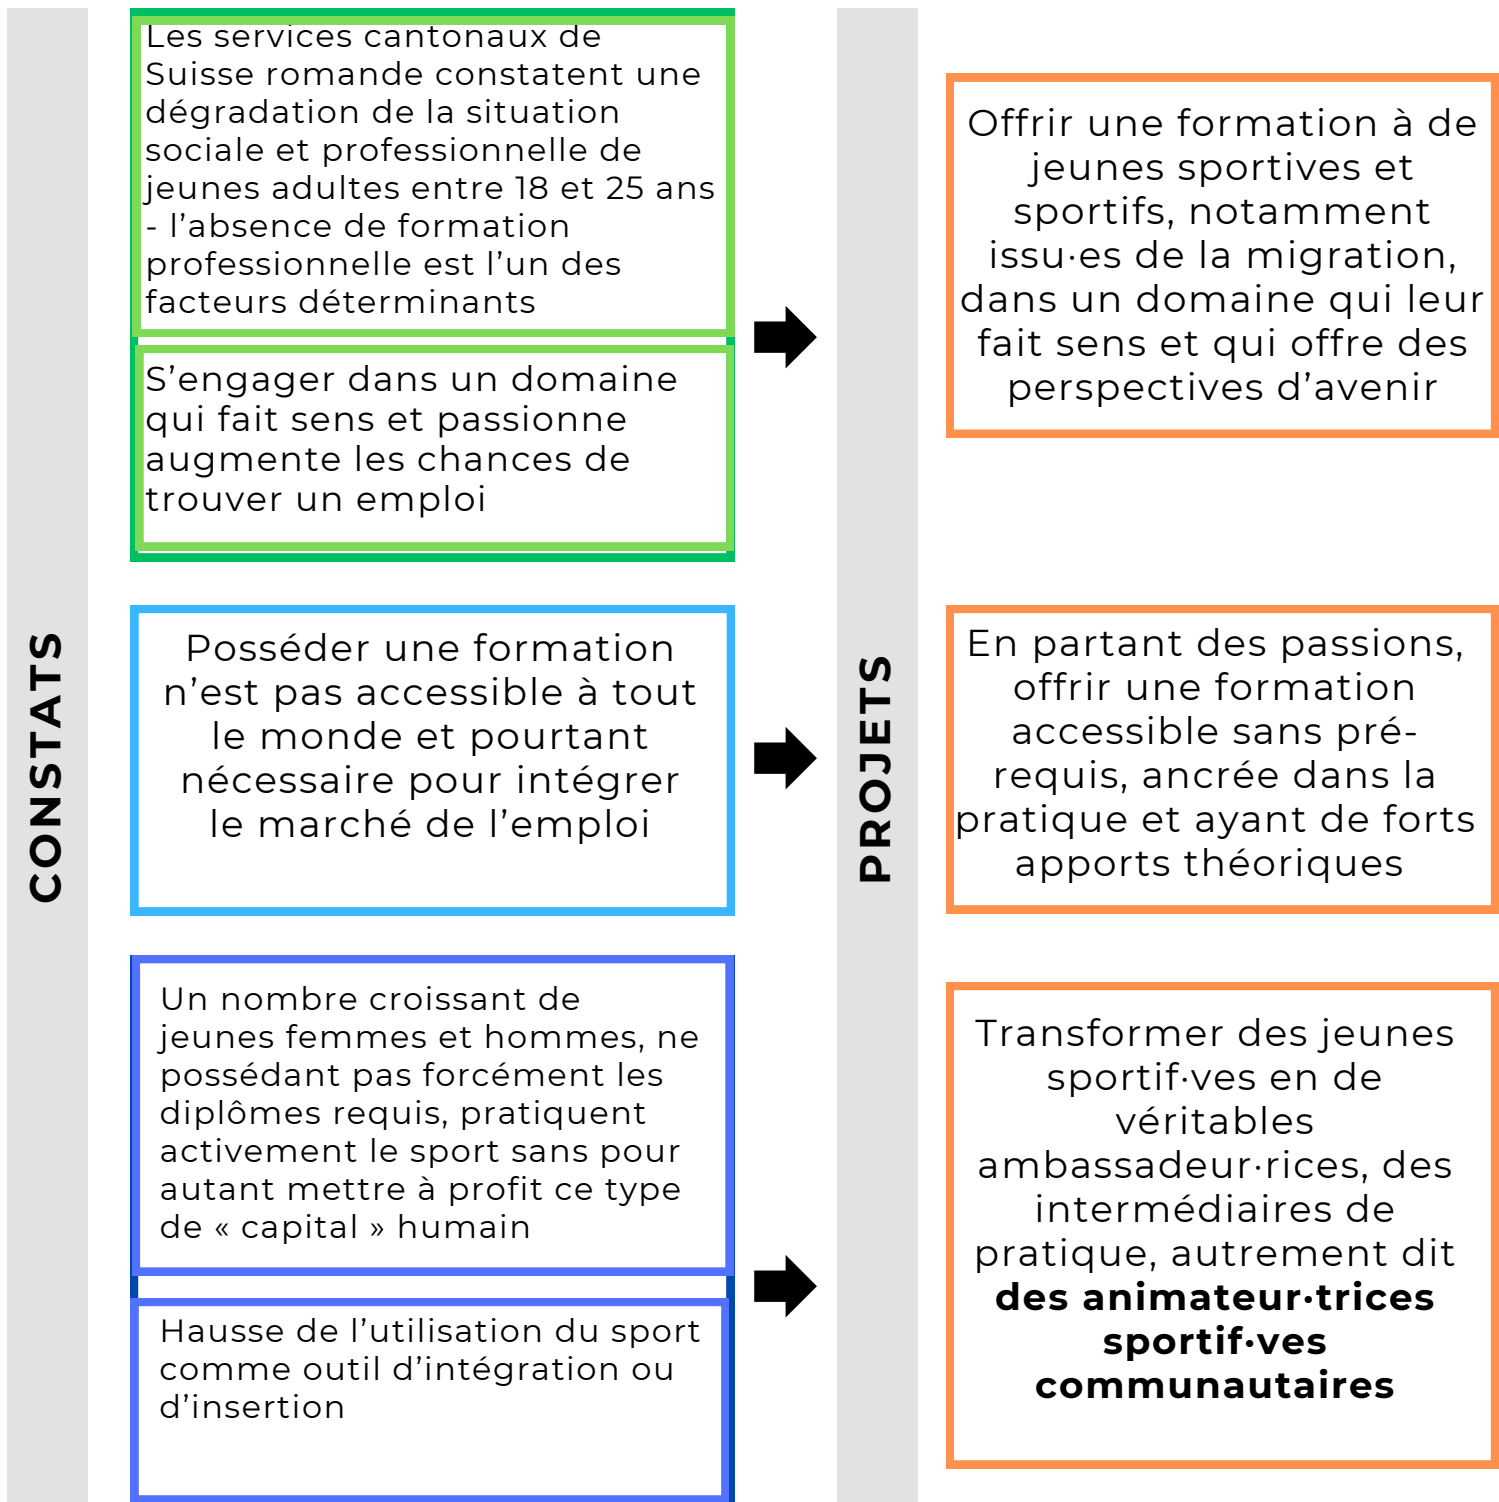 CONSTATS
Les services cantonaux de
Suisse romande constatent une
dégradation de la situation
sociale et professionnelle de
jeunes adultes entre 18 et 25 ans
- l’absence de formation
professionnelle est l’un des
facteurs déterminants
S’engager dans un domaine
qui fait sens et passionne
augmente les chances de
trouver un emploi
Posséder une formation
n’est pas accessible à tout
le monde et pourtant
nécessaire pour intégrer
le marché de l’emploi
Un nombre croissant de
jeunes femmes et hommes, ne
possédant pas forcément les
diplômes requis, pratiquent
activement le sport sans pour
autant mettre à profit ce type
de « capital » humain
Hausse de l’utilisation du sport
comme outil d’intégration ou
d’insertion
PROJETS
Offrir une formation à de
jeunes sportives et
sportifs, notamment
issu·es de la migration,
dans un domaine qui leur
fait sens et qui offre des
perspectives d’avenir
En partant des passions,
offrir une formation
accessible sans pré-
requis, ancrée dans la
pratique et ayant de forts
apports théoriques
Transformer des jeunes
sportif·ves en de
véritables
ambassadeur·rices, des
intermédiaires de
pratique, autrement dit
des animateur·trices
sportif·ves
communautaires